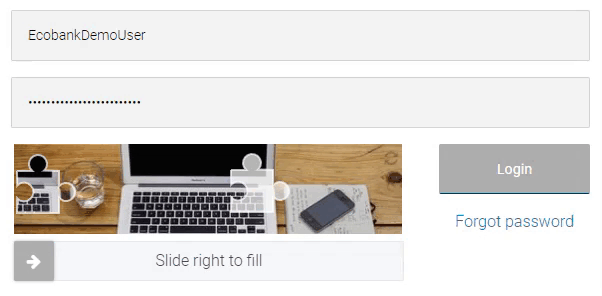 EcobankDemoUser
•••••••••••••••••••••••••
Login
Forgot password
Slide right to fill